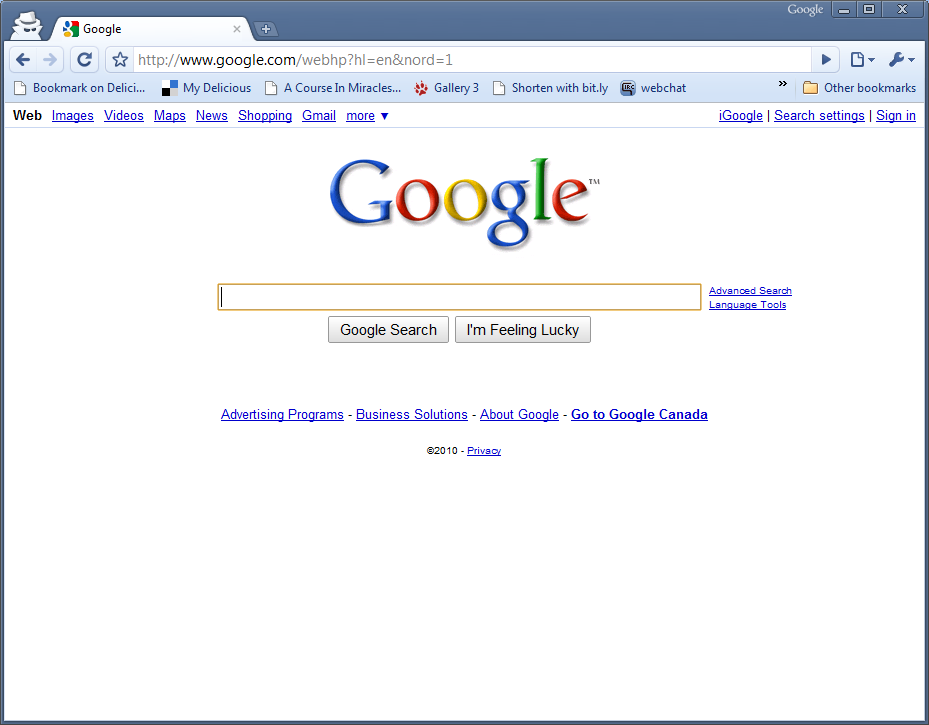 Google
Google
http://www.google.com/webhp?hl=en&nord=1
Bookmark on Delici... My Delicious A Course In Miracles... Gallery 3 Shorten with bit.ly webchat » Other bookmarks
Web Images Videos Maps News Shopping Gmail more ▼ iGoogle | Search settings | Sign in
Google™
Advanced Search
Language Tools
Google Search I'm Feeling Lucky
Advertising Programs - Business Solutions - About Google - Go to Google Canada
©2010 - Privacy